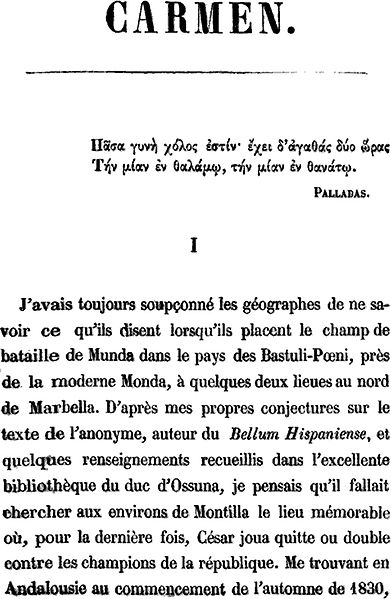 CARMEN.
Πᾶσα γυνὴ χόλος ἐστίν· ἔχει δ'ἀγαθάς δύο ὥρας
Τήν μίαν ἐν θαλάμῳ, τήν μίαν ἐν θανάτῳ.
PALLADAS.
I
J'avais toujours soupçonné les géographes de ne sa-
voir ce qu'ils disent lorsqu'ils placent le champ de
bataille de Munda dans le pays des Bastuli-Pœni, près
de la moderne Monda, à quelques deux lieues au nord
de Marbella. D'après mes propres conjectures sur le
texte de l'anonyme, auteur du Bellum Hispaniense, et
quelques renseignements recueillis dans l'excellente
bibliothèque du duc d'Ossuna, je pensais qu'il fallait
chercher aux environs de Montilla le lieu mémorable
où, pour la dernière fois, César joua quitte ou double
contre les champions de la république. Me trouvant en
Andalousie au commencement de l'automne de 1830,